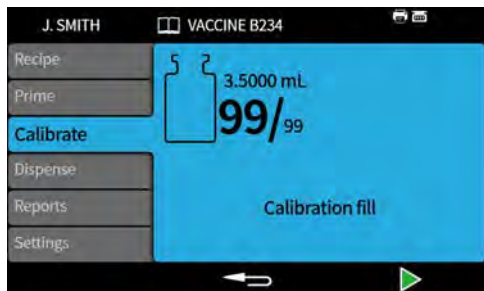 J. SMITH
VACCINE B234
Recipe
Prime
Calibrate
Dispense
Reports
Settings
3.5000 mL
99/99
Calibration fill